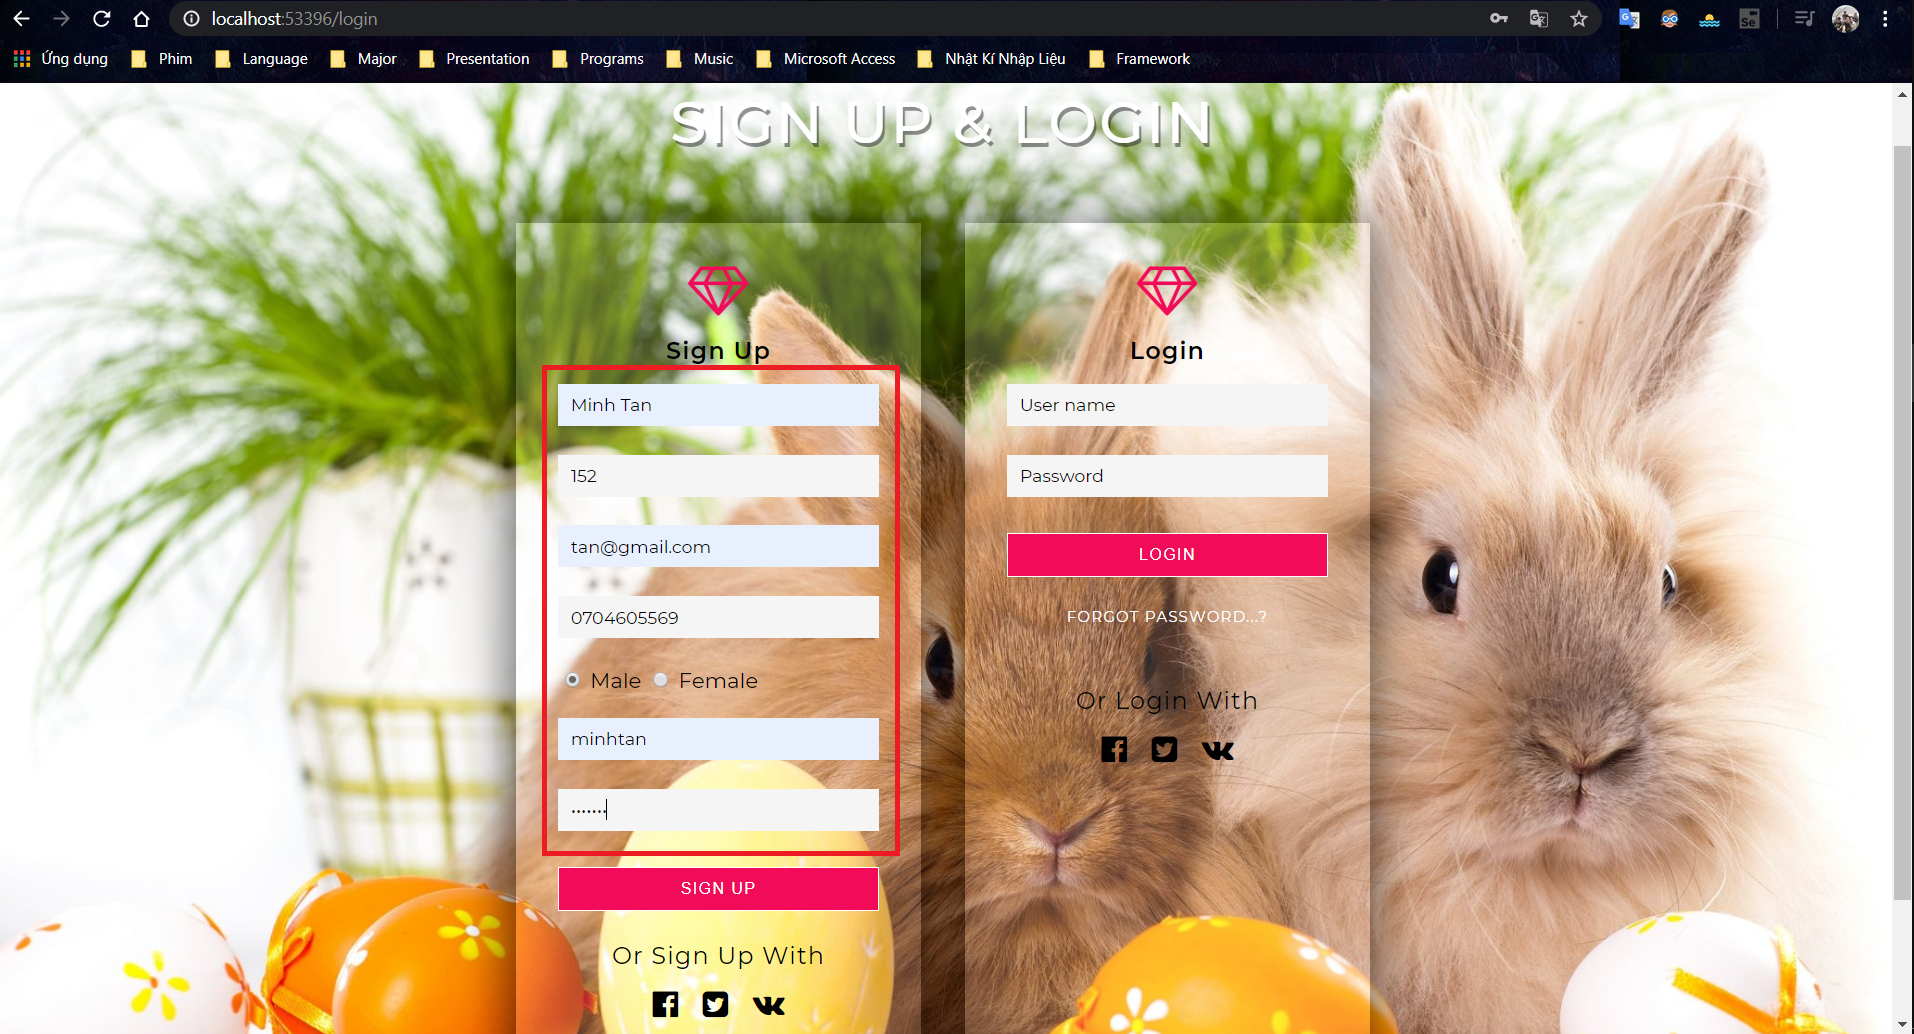 localhost:53396/login
Ứng dụng Phim Language Major Presentation Programs Music Microsoft Access Nhật Kí Nhập Liệu Framework
SIGN UP & LOGIN
Sign Up
Minh Tan
152
tan@gmail.com
0704605569
Male Female
minhtan
SIGN UP
Or Sign Up With
Login
User name
Password
LOGIN
FORGOT PASSWORD...?
Or Login With
Se